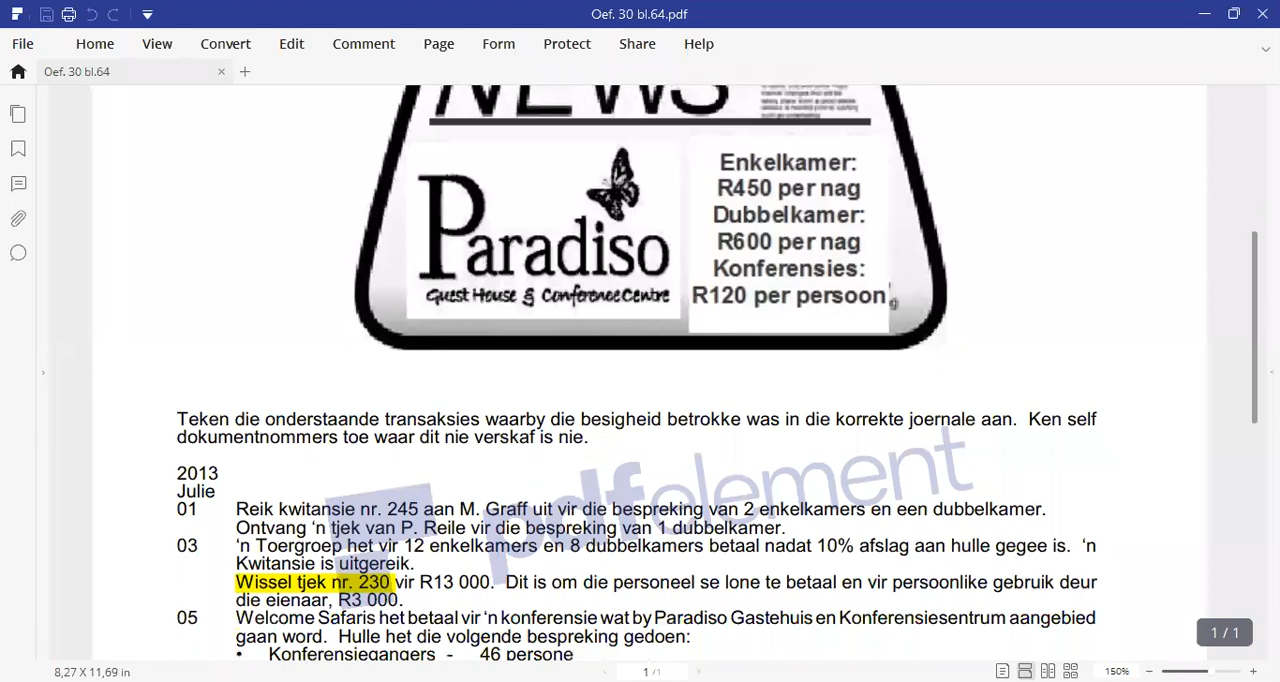 Oef. 30 bl.64.pdf
File Home View Convert Edit Comment Page Form Protect Share Help
Oef. 30 bl.64
NEWS
Paradiso
Guest House & Conference Centre
Enkelkamer:
R450 per nag
Dubbelkamer:
R600 per nag
Konferensies:
R120 per persoon
Teken die onderstaande transaksies waarby die besigheid betrokke was in die korrekte joernale aan. Ken self
dokumentnommers toe waar dit nie verskaf is nie.
2013
Julie
01 Reik kwitansie nr. 245 aan M. Graff uit vir die bespreking van 2 enkelkamers en een dubbelkamer.
Ontvang ‘n tjek van P. Reile vir die bespreking van 1 dubbelkamer.
03 ‘n Toergroep het vir 12 enkelkamers en 8 dubbelkamers betaal nadat 10% afslag aan hulle gegee is. ‘n
Kwitansie is uitgereik.
Wissel tjek nr. 230 vir R13 000. Dit is om die personeel se lone te betaal en vir persoonlike gebruik deur
die eienaar, R3 000.
05 Welcome Safaris het betaal vir ‘n konferensie wat by Paradiso Gastehuis en Konferensiesentrum aangebied
gaan word. Hulle het die volgende bespreking gedoen:
• Konferensiegangers - 46 persone
pdfelement
1 / 1
8,27 x 11,69 in
1 /1
150%